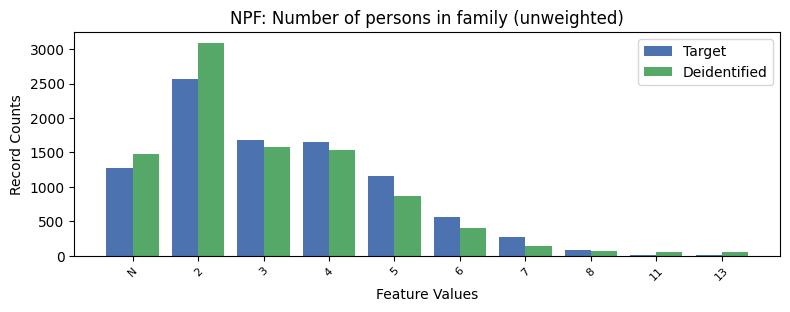 NPF: Number of persons in family (unweighted)
Target
Deidentified
Record Counts
3000
2500
2000
1500
1000
500
0
N 2 3 4 5 6 7 8 11 13
Feature Values